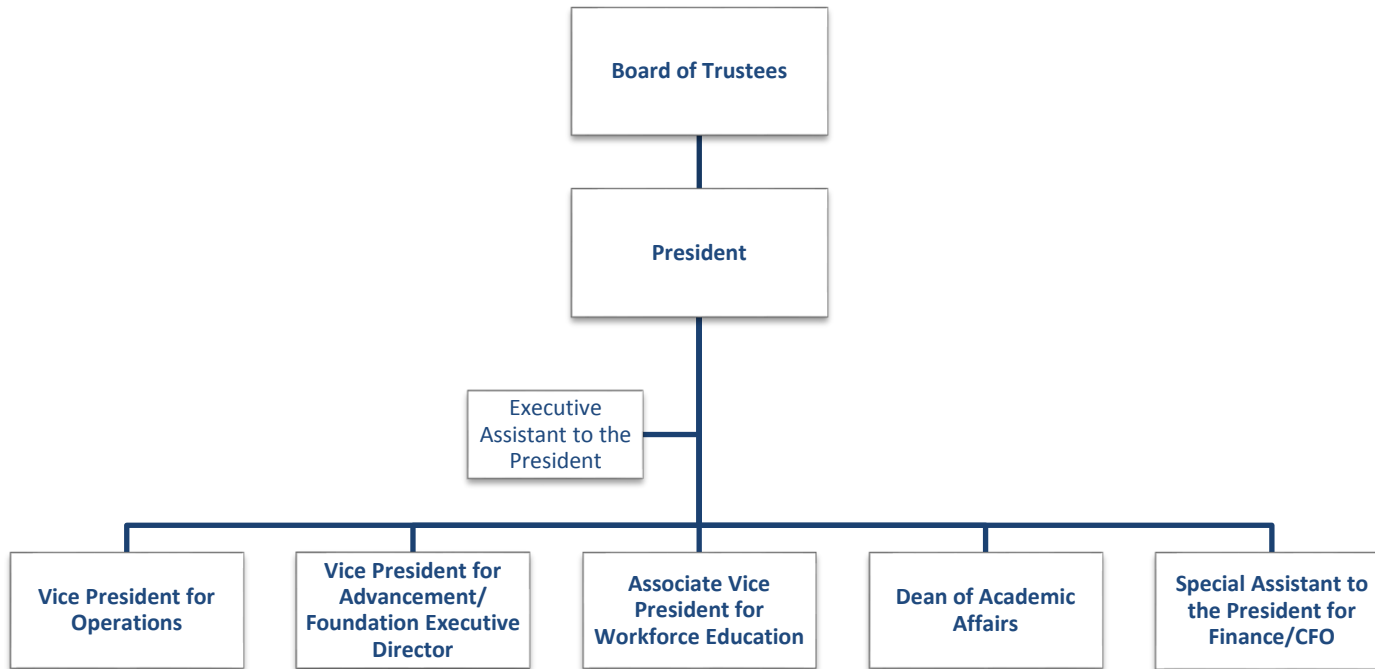 Board of Trustees
President
Executive
Assistant to the
President
Vice President for
Operations
Vice President for
Advancement/
Foundation Executive
Director
Associate Vice
President for
Workforce Education
Dean of Academic
Affairs
Special Assistant to
the President for
Finance/CFO